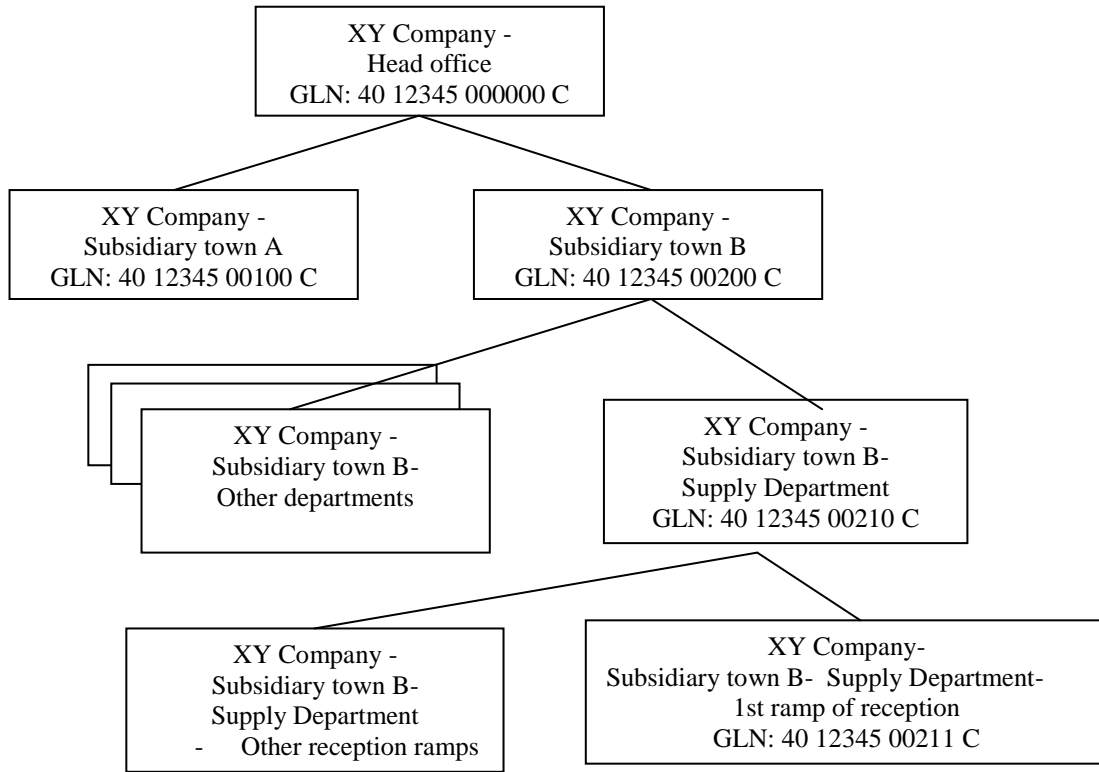 XY Company -
Head office
GLN: 40 12345 000000 C
XY Company -
Subsidiary town A
GLN: 40 12345 00100 C
XY Company -
Subsidiary town B
GLN: 40 12345 00200 C
XY Company -
Subsidiary town B-
Other departments
XY Company -
Subsidiary town B-
Supply Department
GLN: 40 12345 00210 C
XY Company -
Subsidiary town B-
Supply Department
- Other reception ramps
XY Company-
Subsidiary town B- Supply Department-
1st ramp of reception
GLN: 40 12345 00211 C